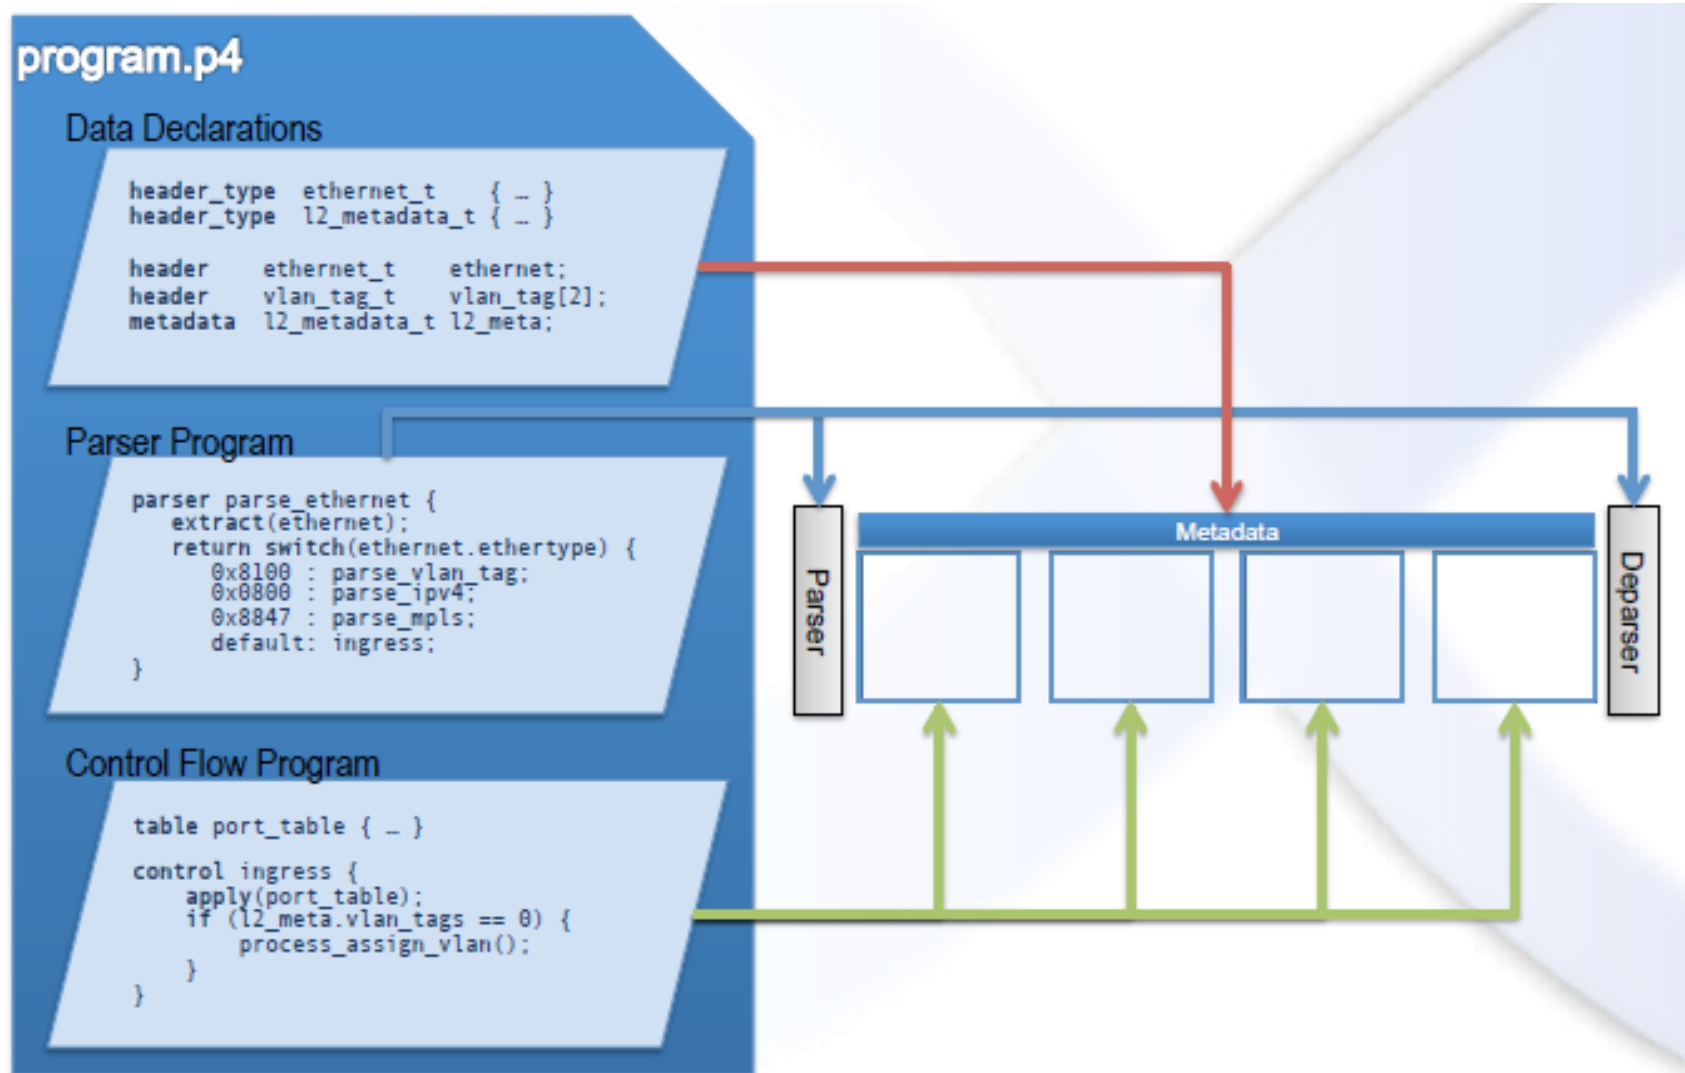 program.p4
Data Declarations
header_type ethernet_t { … }
header_type l2_metadata_t { … }
header ethernet_t ethernet;
header vlan_tag_t vlan_tag[2];
metadata l2_metadata_t l2_meta;
Parser Program
parser parse_ethernet {
extract(ethernet);
return switch(ethernet.ethertype) {
0x8100 : parse_vlan_tag;
0x0800 : parse_ipv4;
0x8847 : parse_mpls;
default: ingress;
}
Control Flow Program
table port_table { … }
control ingress {
apply(port_table);
if (l2_meta.vlan_tags == 0) {
process_assign_vlan();
}
}
Parser
Metadata
Deparser